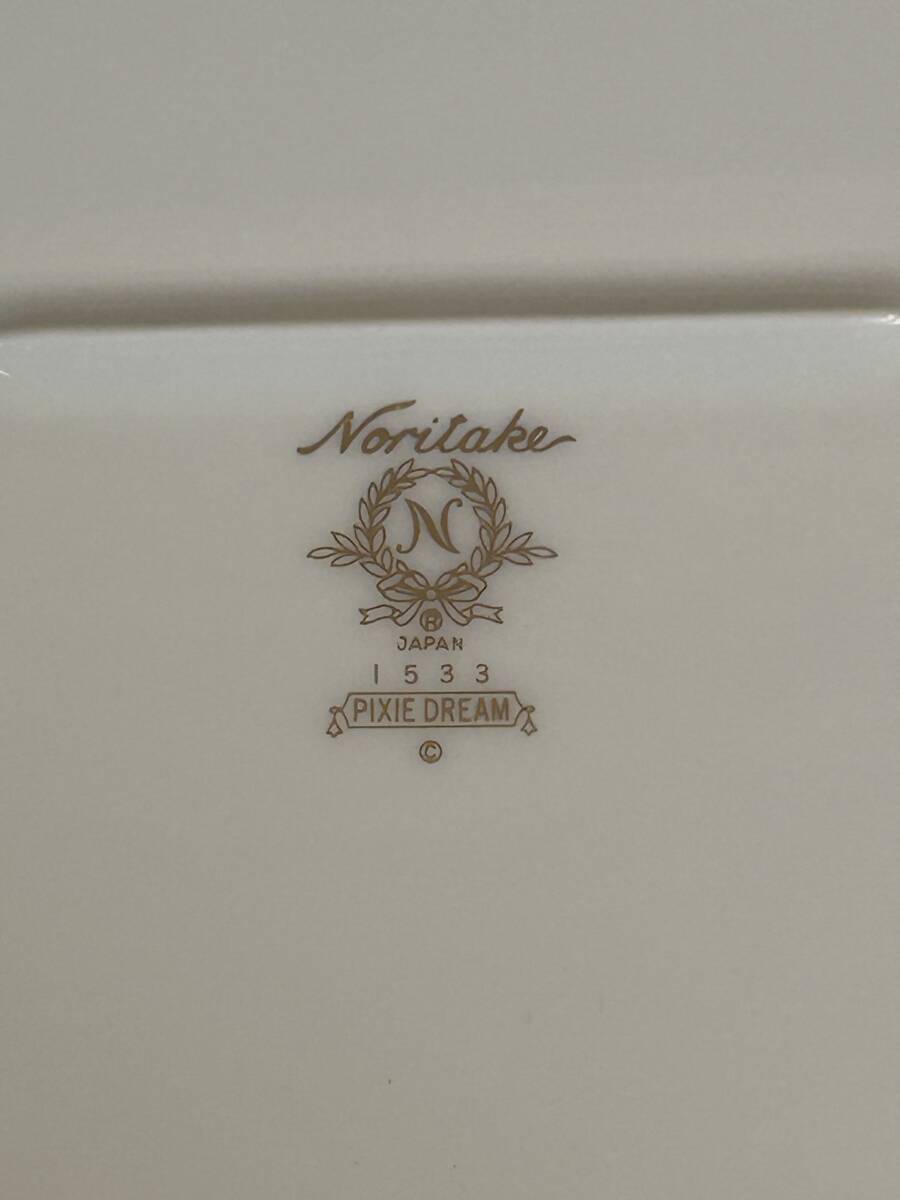 Noritake
N
®
JAPAN
1533
PIXIE DREAM
©